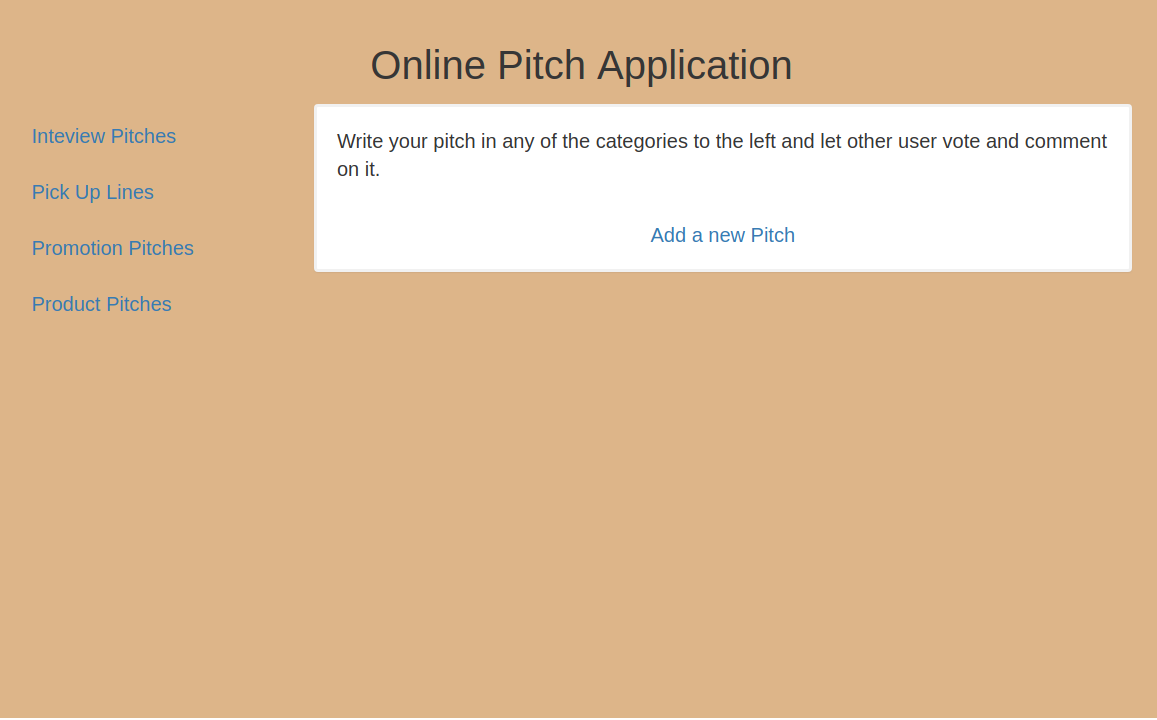 Online Pitch Application
Inteview Pitches
Pick Up Lines
Promotion Pitches
Product Pitches
Write your pitch in any of the categories to the left and let other user vote and comment
on it.
Add a new Pitch